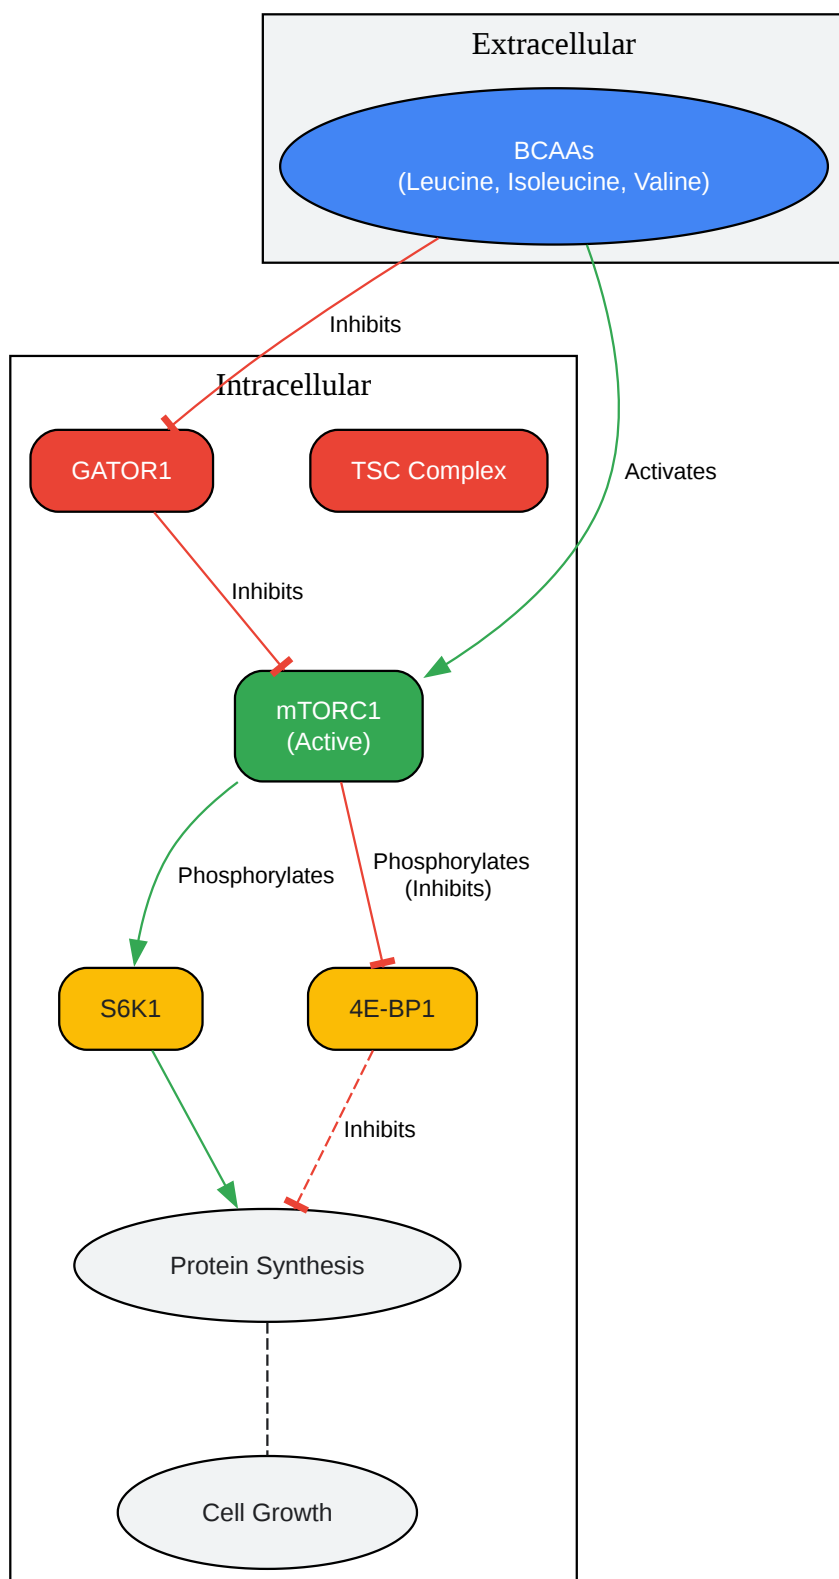 Extracellular
BCAAs
(Leucine, Isoleucine, Valine)
Inhibits
Intracellular
GATOR1
TSC Complex
Activates
Inhibits
mTORC1
(Active)
Phosphorylates
Phosphorylates
(Inhibits)
S6K1
4E-BP1
Inhibits
Protein Synthesis
Cell Growth